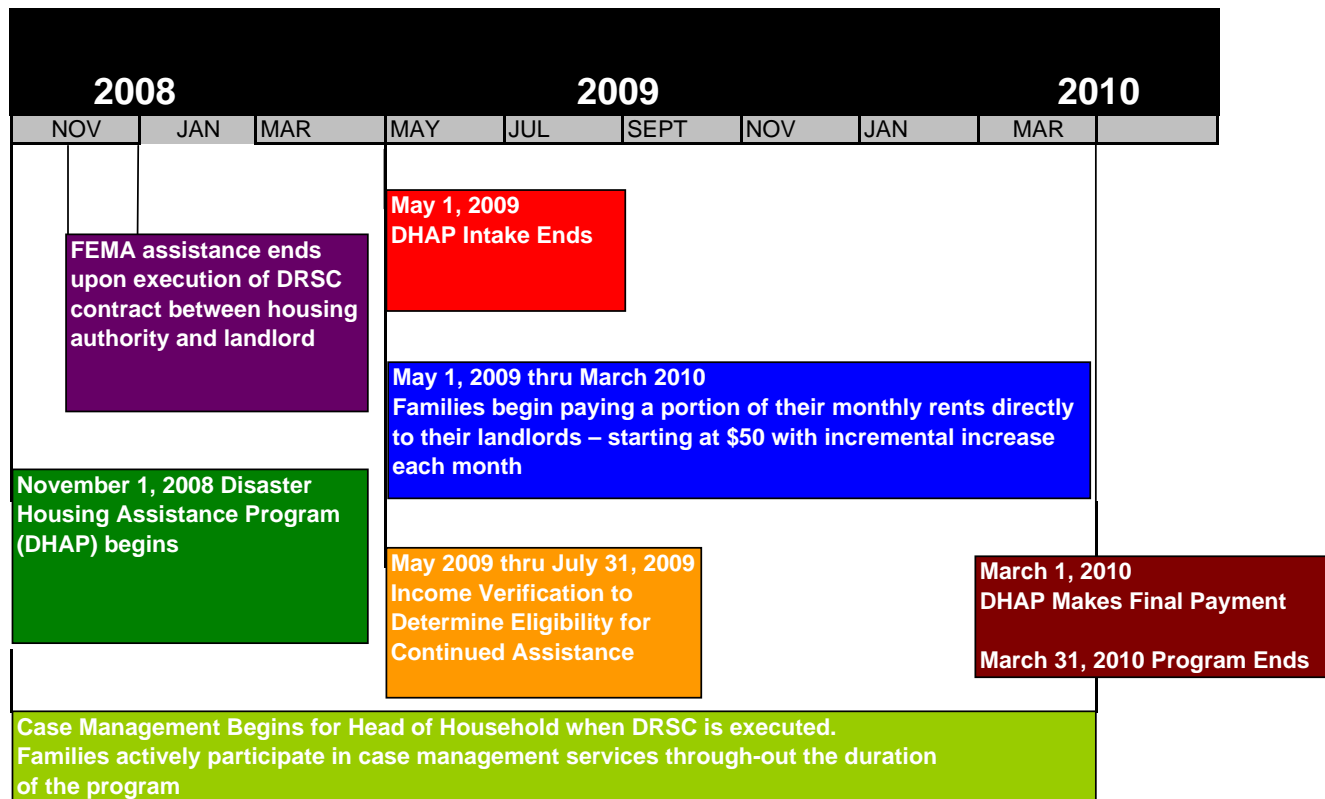 2008 2009 2010
NOV JAN MAR MAY JUL SEPT NOV JAN MAR
May 1, 2009
DHAP Intake Ends
FEMA assistance ends
upon execution of DRSC
contract between housing
authority and landlord
May 1, 2009 thru March 2010
Families begin paying a portion of their monthly rents directly
to their landlords – starting at $50 with incremental increase
each month
November 1, 2008 Disaster
Housing Assistance Program
(DHAP) begins
May 2009 thru July 31, 2009
Income Verification to
Determine Eligibility for
Continued Assistance
March 1, 2010
DHAP Makes Final Payment
March 31, 2010 Program Ends
Case Management Begins for Head of Household when DRSC is executed.
Families actively participate in case management services through-out the duration
of the program